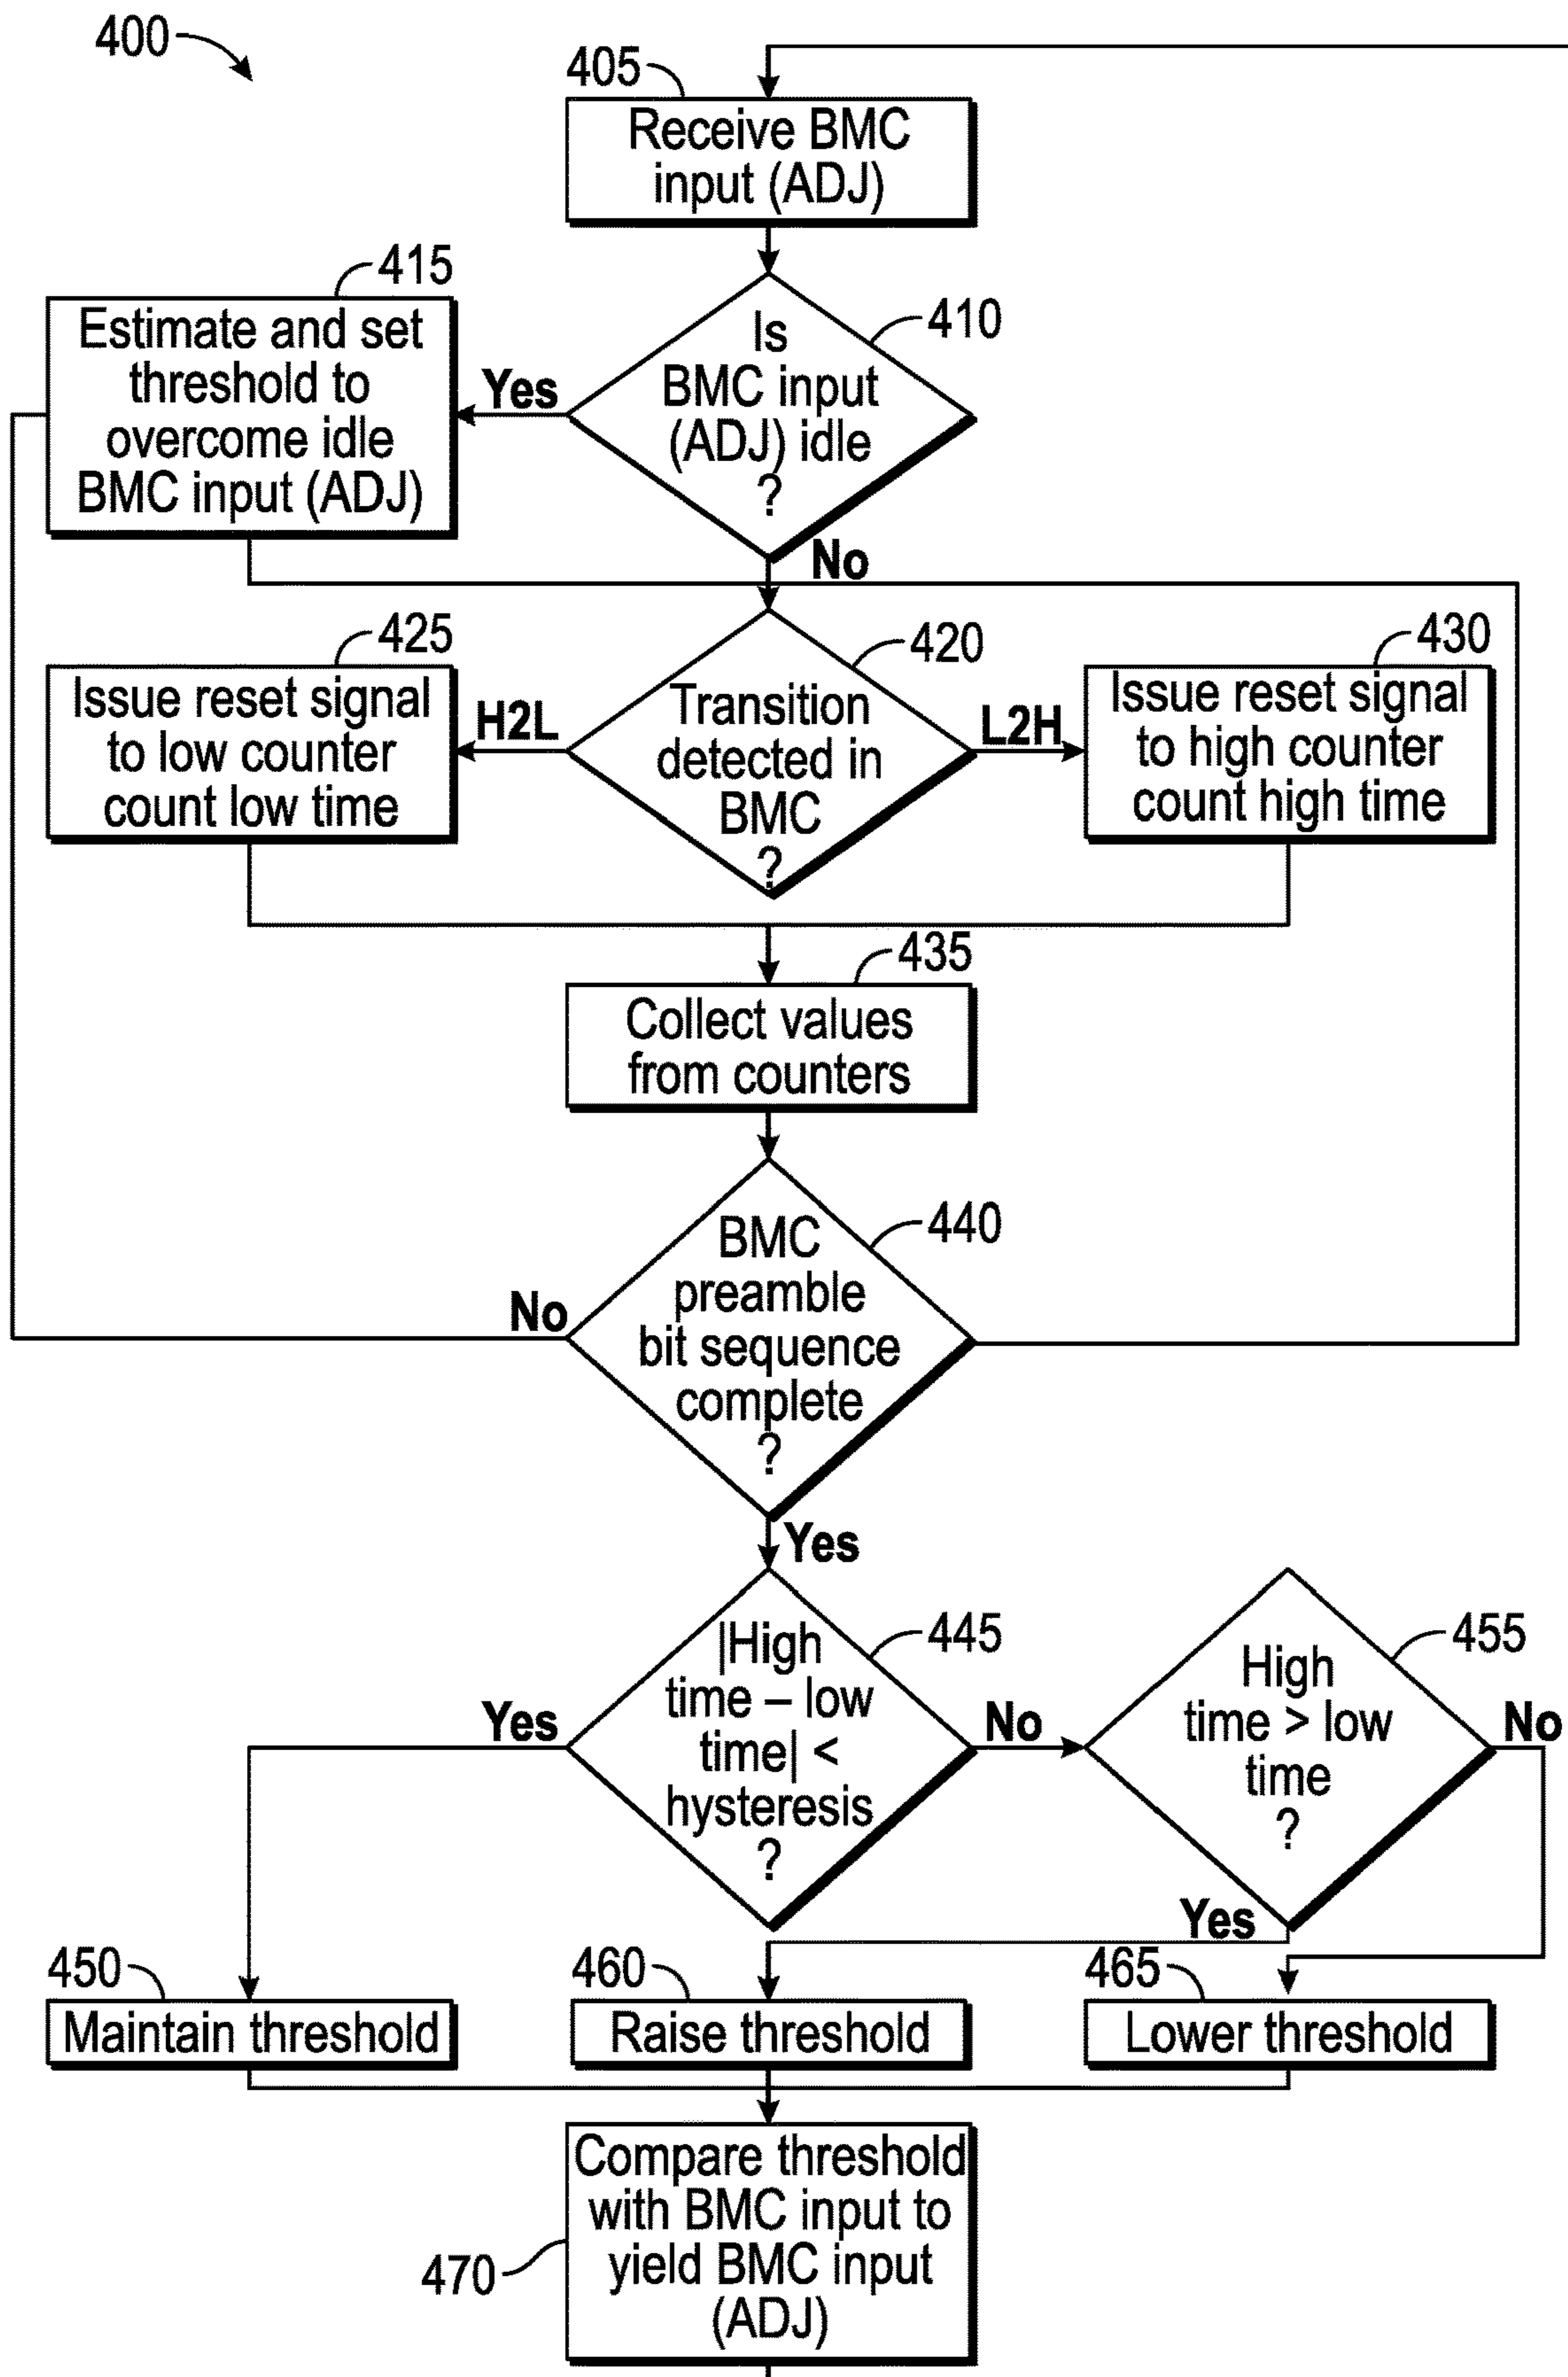 400
405
Receive BMC
input (ADJ)
415
Estimate and set
threshold to
overcome idle
BMC input (ADJ)
Yes
410
Is
BMC input
(ADJ) idle
?
No
425
Issue reset signal
to low counter
count low time
H2L
420
Transition
detected in
BMC
?
L2H
430
Issue reset signal
to high counter
count high time
435
Collect values
from counters
440
BMC
preamble
bit sequence
complete
?
No
Yes
445
|High
time – low
time| <
hysteresis
?
Yes
No
455
High
time > low
time
?
No
Yes
450
Maintain threshold
460
Raise threshold
465
Lower threshold
470
Compare threshold
with BMC input to
yield BMC input
(ADJ)